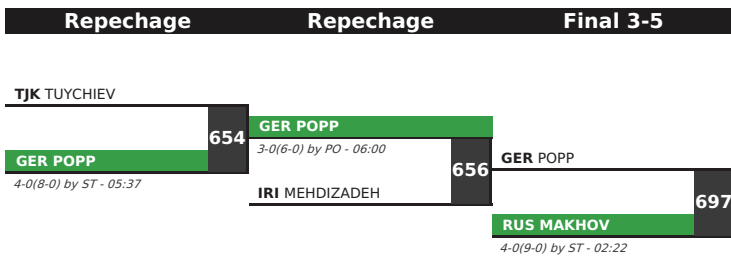 Repechage Repechage Final 3-5
TJK TUYCHIEV
654
GER POPP
4-0(8-0) by ST - 05:37
GER POPP
3-0(6-0) by PO - 06:00
656
IRI MEHDIZADEH
GER POPP
697
RUS MAKHOV
4-0(9-0) by ST - 02:22